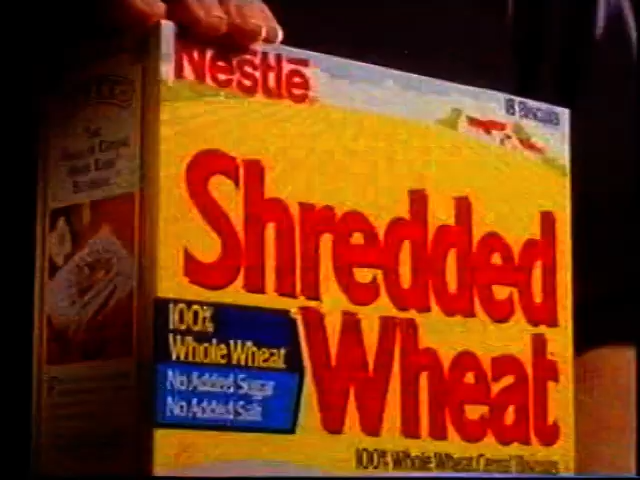 Nestlé
18 Biscuits
Shredded
Wheat
100%
Whole Wheat
No Added Sugar
No Added Salt
100% Whole Wheat Cereal Biscuits